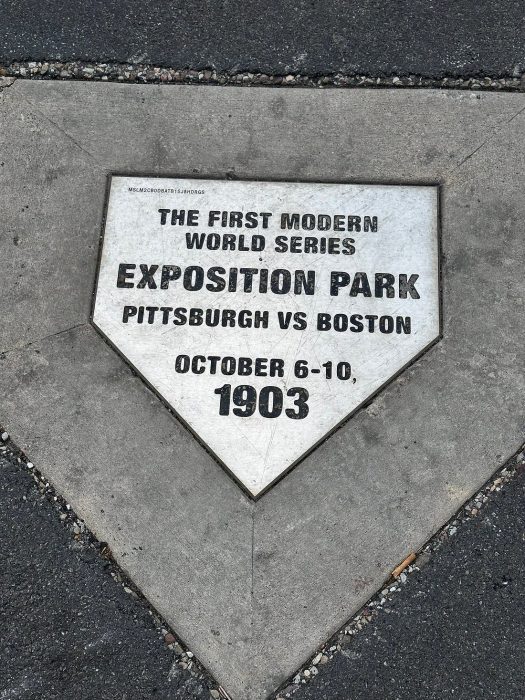 THE FIRST MODERN
WORLD SERIES
EXPOSITION PARK
PITTSBURGH VS BOSTON
OCTOBER 6-10,
1903